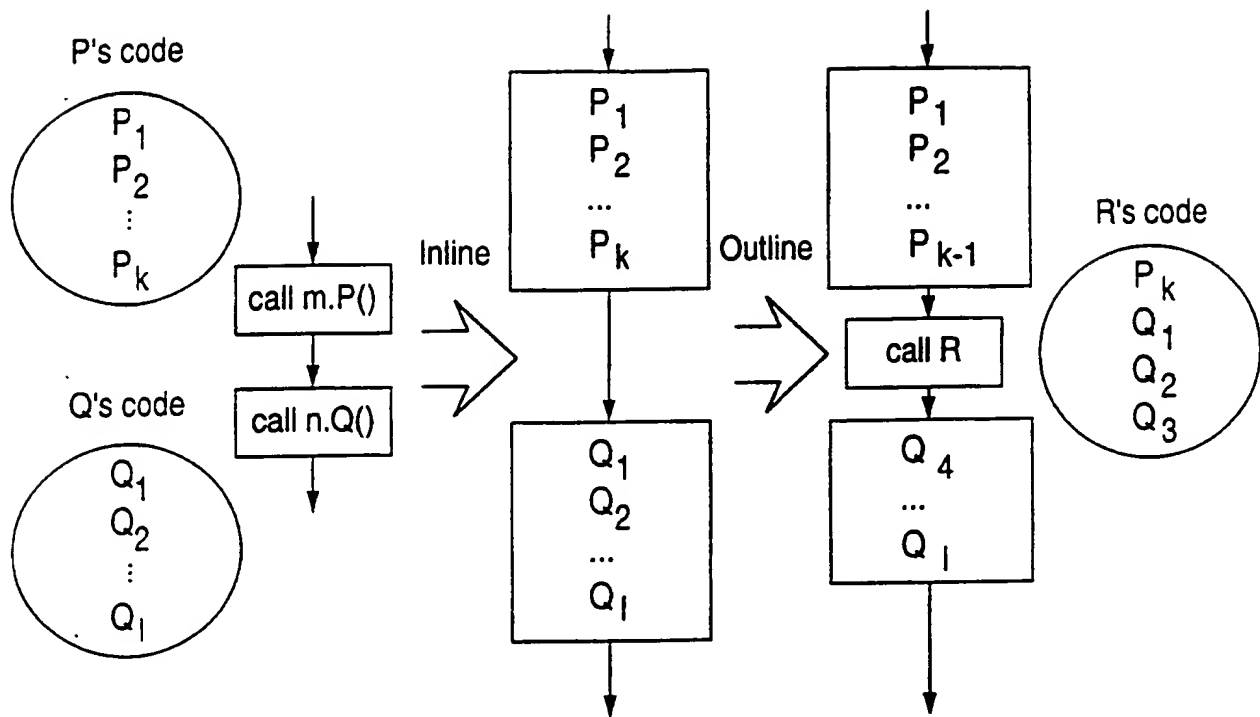 P's code
P₁
P₂
...
Pₖ
call m.P()
call n.Q()
Q's code
Q₁
Q₂
...
Qₗ
Inline
P₁
P₂
...
Pₖ
Q₁
Q₂
...
Qₗ
Outline
P₁
P₂
...
Pₖ₋₁
call R
Q₄
...
Qₗ
R's code
Pₖ
Q₁
Q₂
Q₃